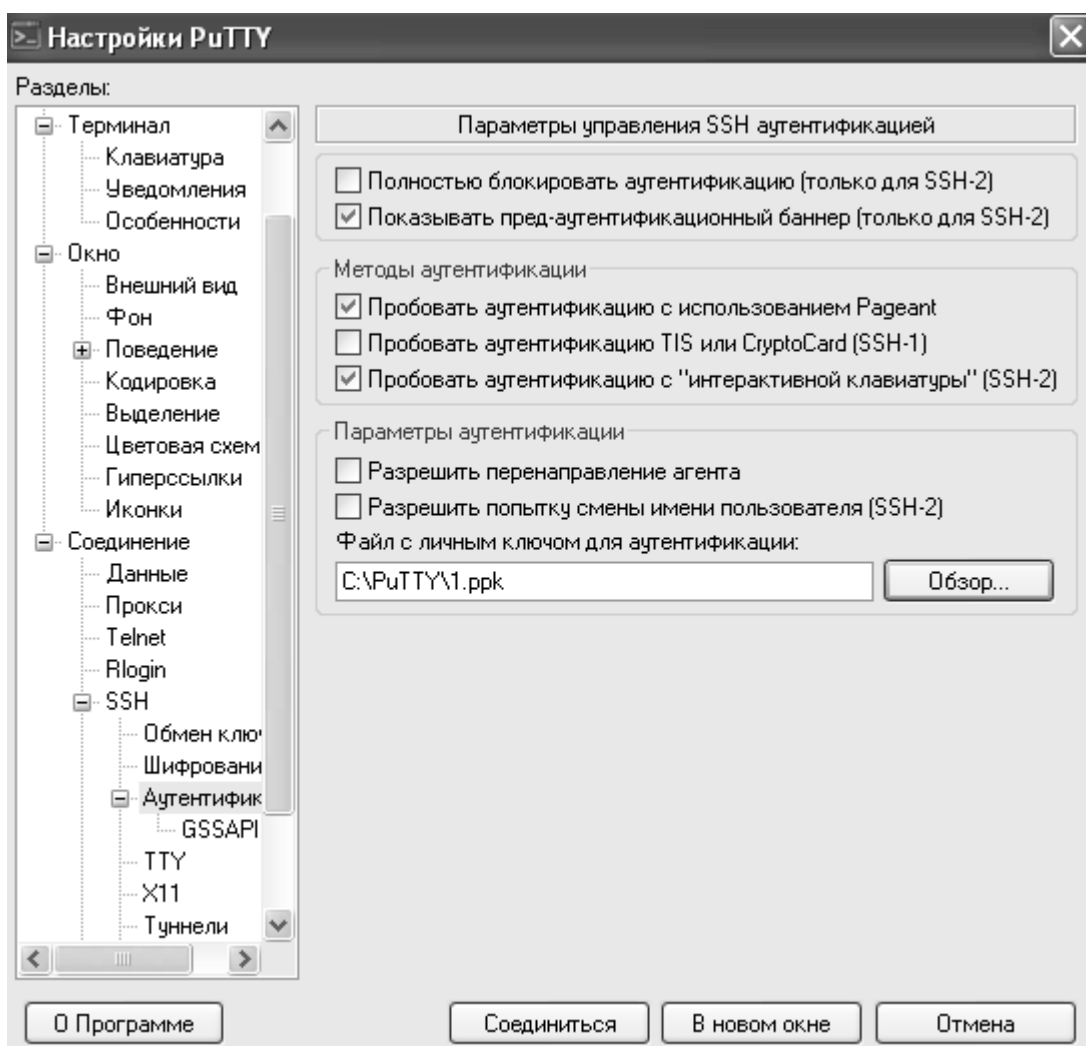 Настройки PuTTY
Разделы:
Терминал
Клавиатура
Уведомления
Особенности
Окно
Внешний вид
Фон
Поведение
Кодировка
Выделение
Цветовая схем
Гиперссылки
Иконки
Соединение
Данные
Прокси
Telnet
Rlogin
SSH
Обмен клю
Шифровани
Аутентифик
GSSAPI
TTY
X11
Туннели
Параметры управления SSH аутентификацией
Полностью блокировать аутентификацию (только для SSH-2)
Показывать пред-аутентификационный баннер (только для SSH-2)
Методы аутентификации
Пробовать аутентификацию с использованием Pageant
Пробовать аутентификацию TIS или CryptoCard (SSH-1)
Пробовать аутентификацию с "интерактивной клавиатуры" (SSH-2)
Параметры аутентификации
Разрешить перенаправление агента
Разрешить попытку смены имени пользователя (SSH-2)
Файл с личным ключом для аутентификации:
C:\PuTTY\1.ppk
Обзор...
О Программе
Соединиться
В новом окне
Отмена